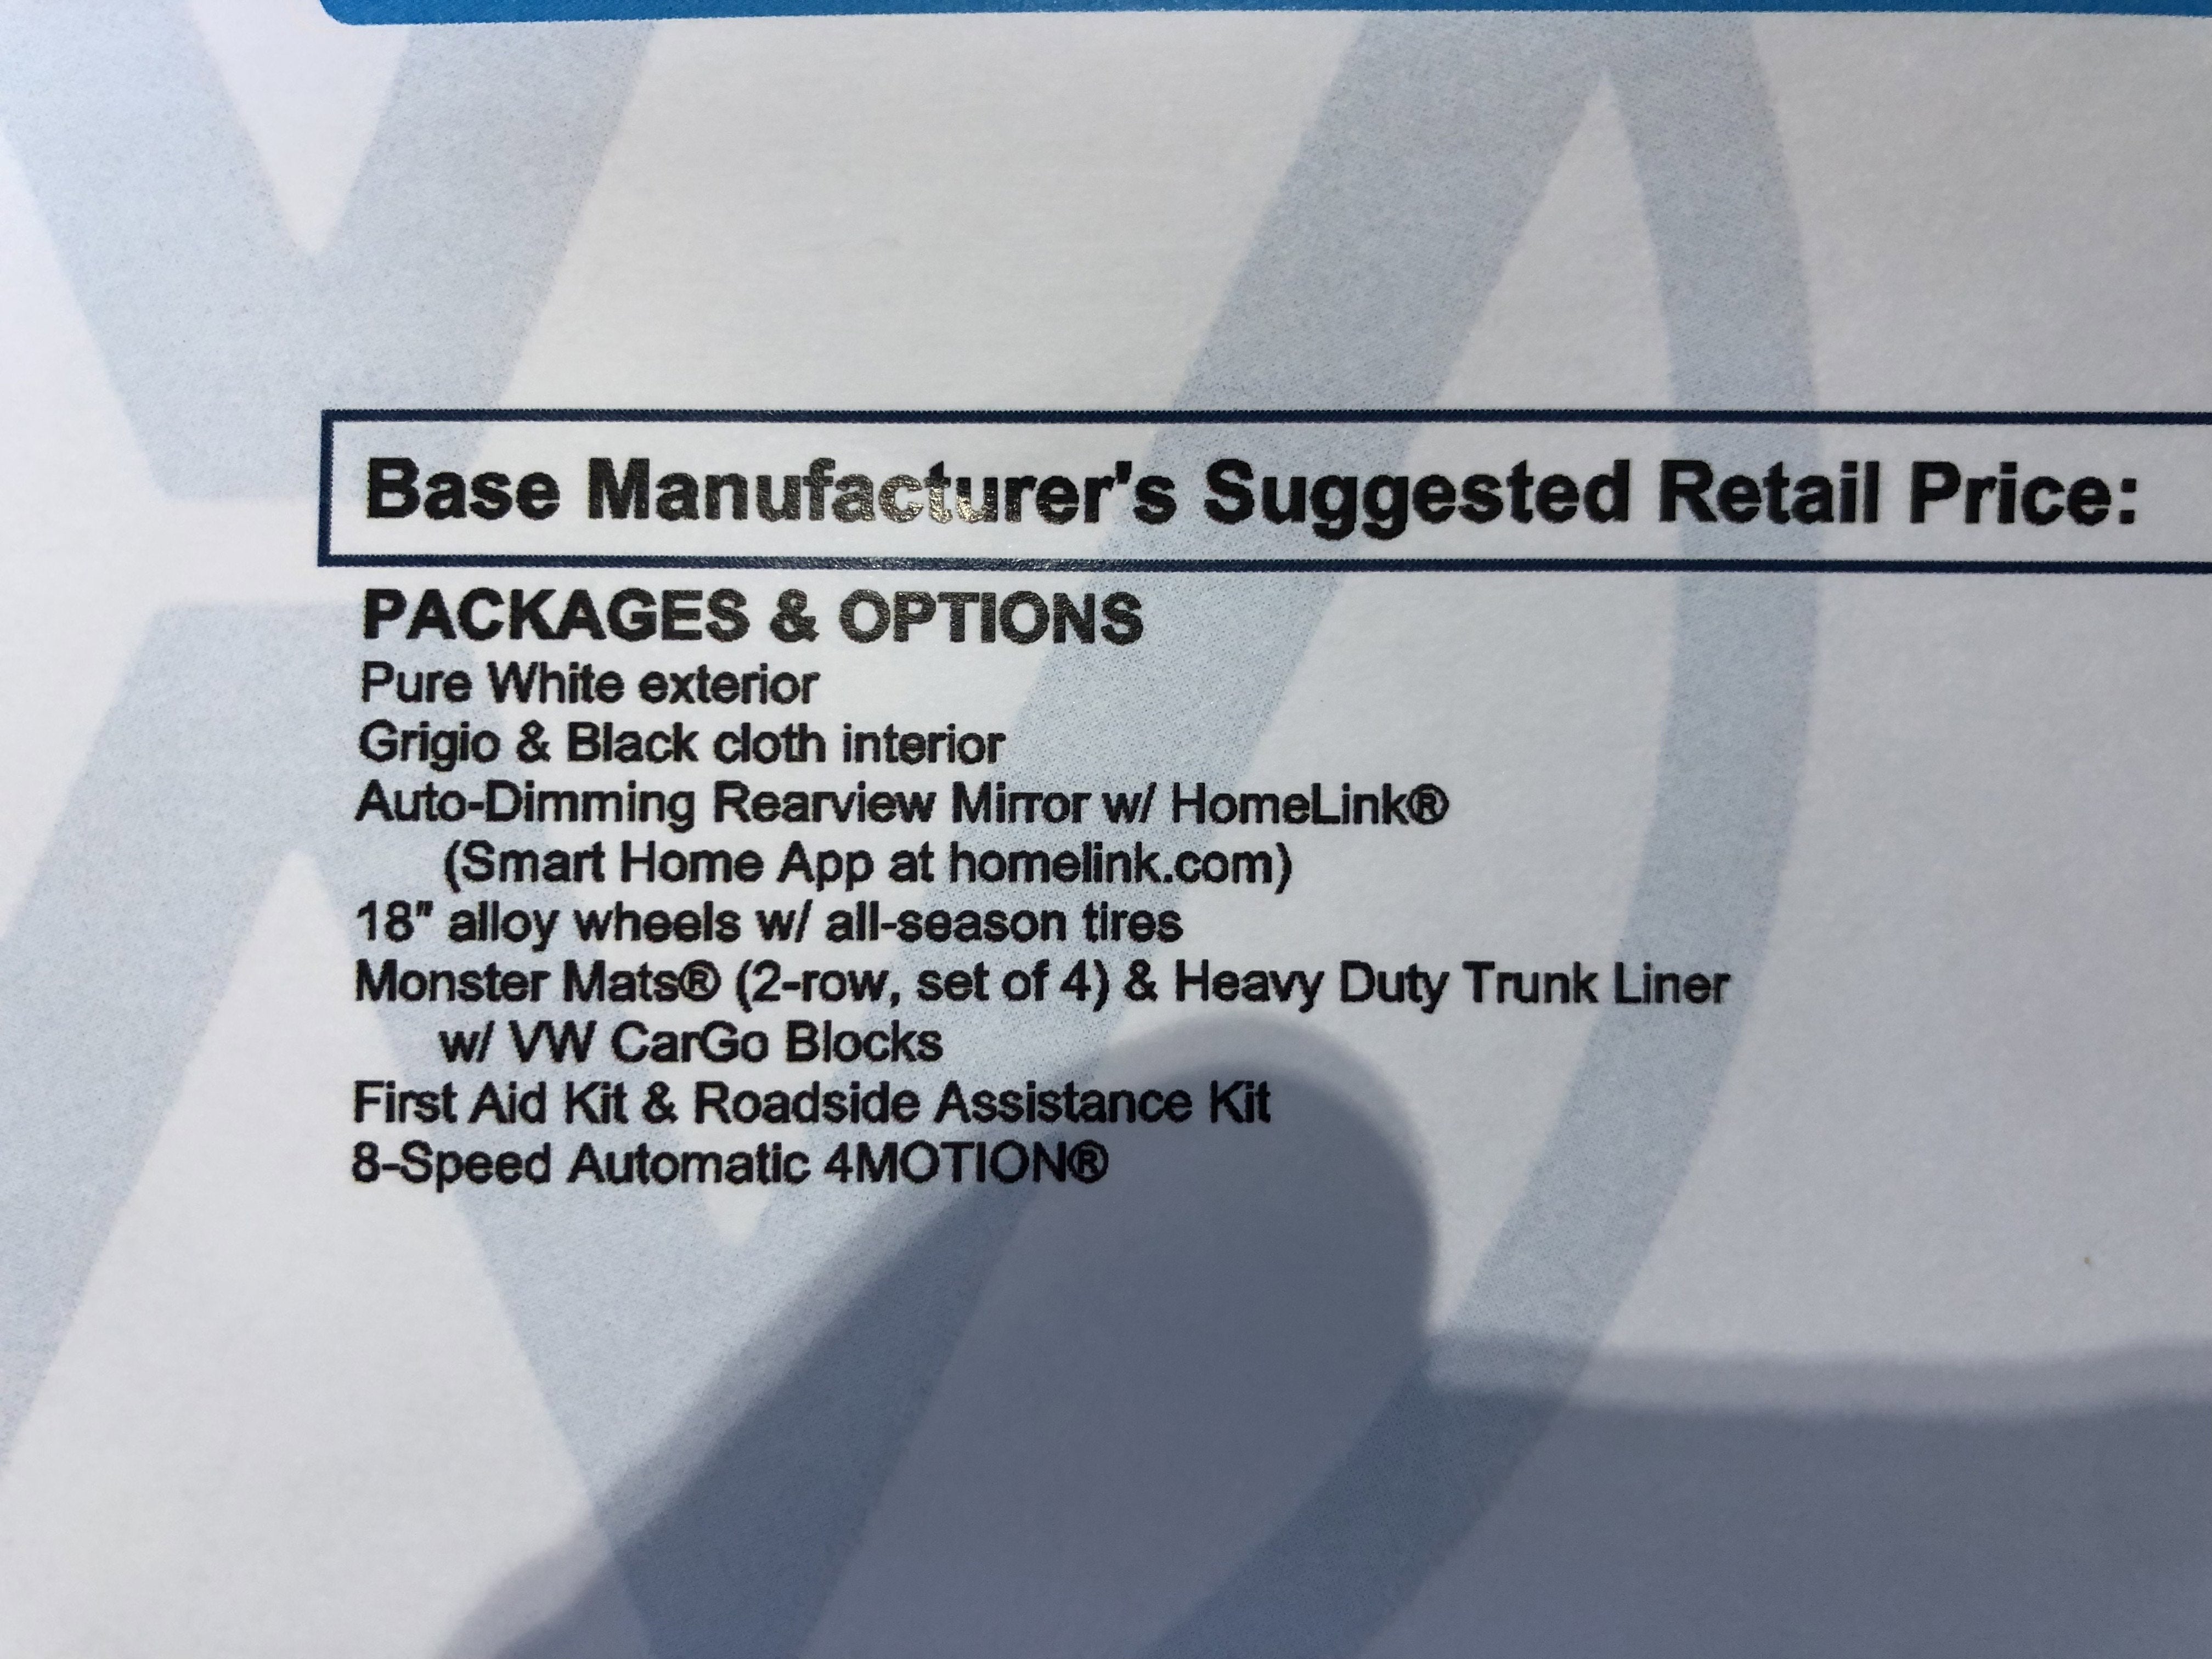 Base Manufacturer's Suggested Retail Price:
PACKAGES & OPTIONS
Pure White exterior
Grigio & Black cloth interior
Auto-Dimming Rearview Mirror w/ HomeLink®
(Smart Home App at homelink.com)
18" alloy wheels w/ all-season tires
Monster Mats® (2-row, set of 4) & Heavy Duty Trunk Liner
w/ VW CarGo Blocks
First Aid Kit & Roadside Assistance Kit
8-Speed Automatic 4MOTION®